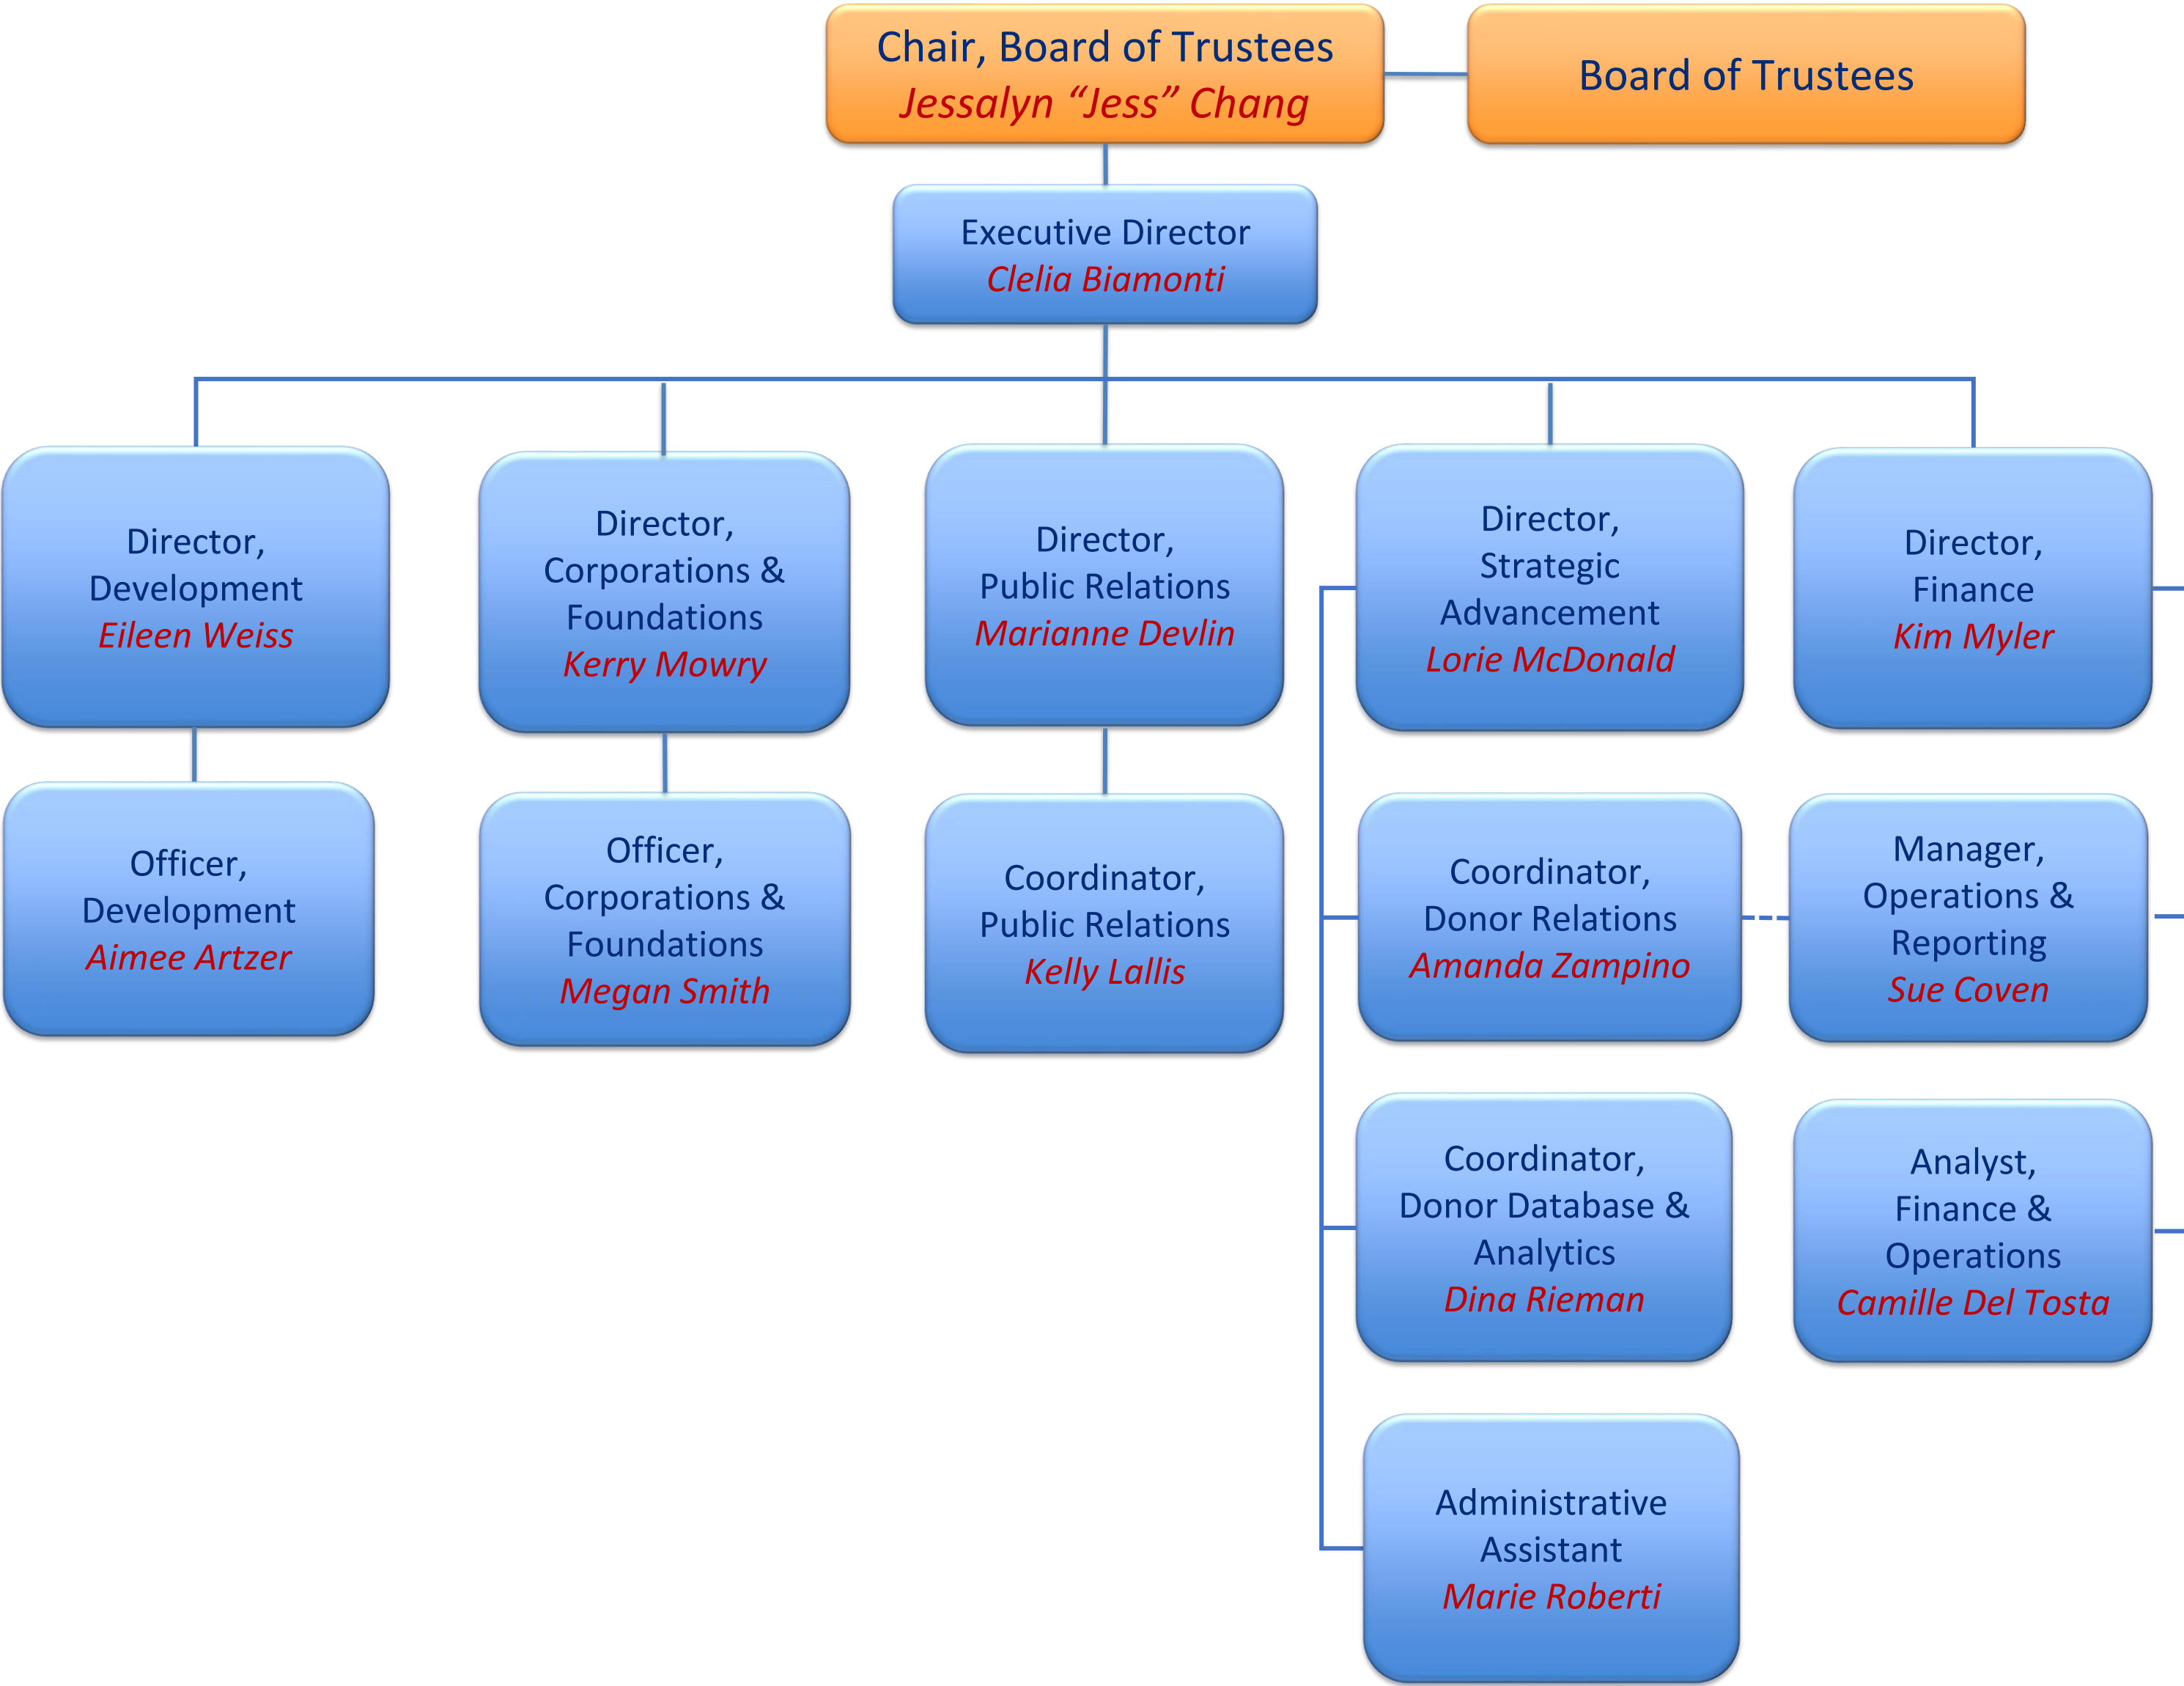 Chair, Board of Trustees
Jessalyn “Jess” Chang
Board of Trustees
Executive Director
Clelia Biamonti
Director,
Development
Eileen Weiss
Director,
Corporations &
Foundations
Kerry Mowry
Director,
Public Relations
Marianne Devlin
Director,
Strategic
Advancement
Lorie McDonald
Director,
Finance
Kim Myler
Officer,
Development
Aimee Artzer
Officer,
Corporations &
Foundations
Megan Smith
Coordinator,
Public Relations
Kelly Lallis
Coordinator,
Donor Relations
Amanda Zampino
Manager,
Operations &
Reporting
Sue Coven
Coordinator,
Donor Database &
Analytics
Dina Rieman
Analyst,
Finance &
Operations
Camille Del Tosta
Administrative
Assistant
Marie Roberti